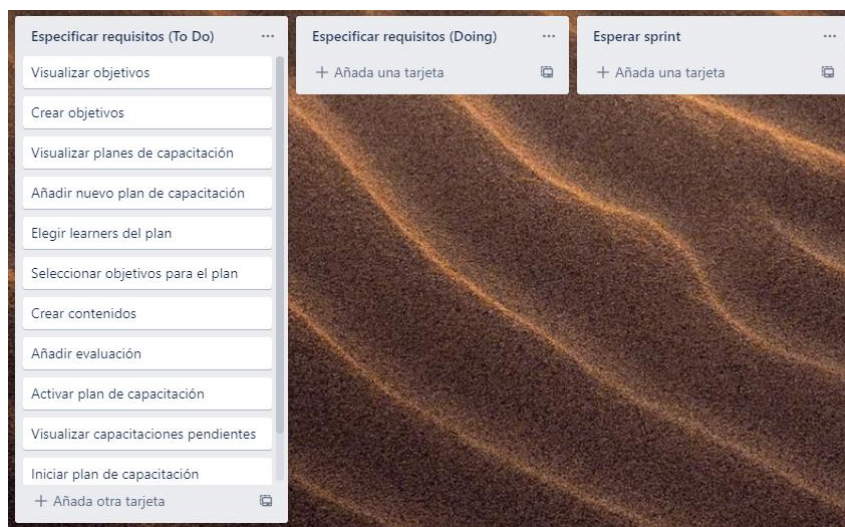 Especificar requisitos (To Do)
Visualizar objetivos
Crear objetivos
Visualizar planes de capacitación
Añadir nuevo plan de capacitación
Elegir learners del plan
Seleccionar objetivos para el plan
Crear contenidos
Añadir evaluación
Activar plan de capacitación
Visualizar capacitaciones pendientes
Iniciar plan de capacitación
+ Añada otra tarjeta
Especificar requisitos (Doing)
+ Añada una tarjeta
Esperar sprint
+ Añada una tarjeta